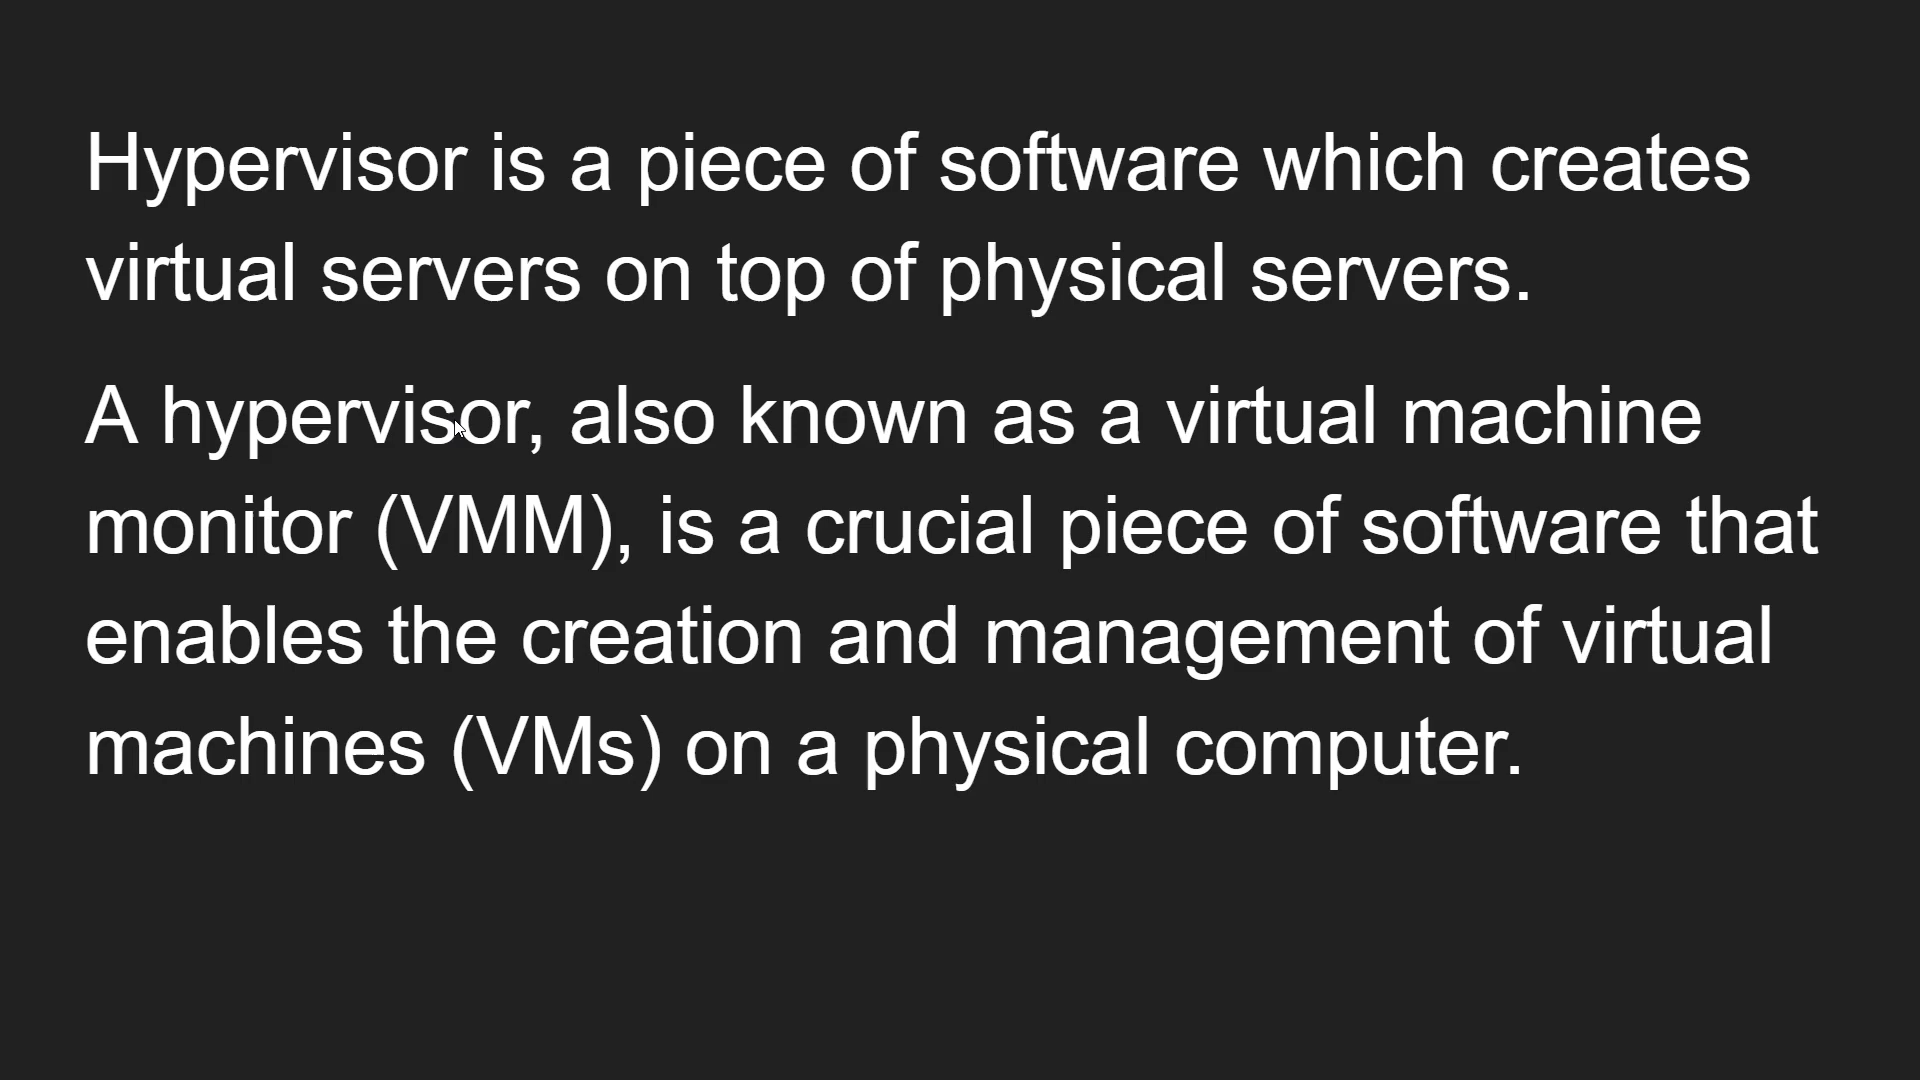 Hypervisor is a piece of software which creates
virtual servers on top of physical servers.
A hypervisor, also known as a virtual machine
monitor (VMM), is a crucial piece of software that
enables the creation and management of virtual
machines (VMs) on a physical computer.